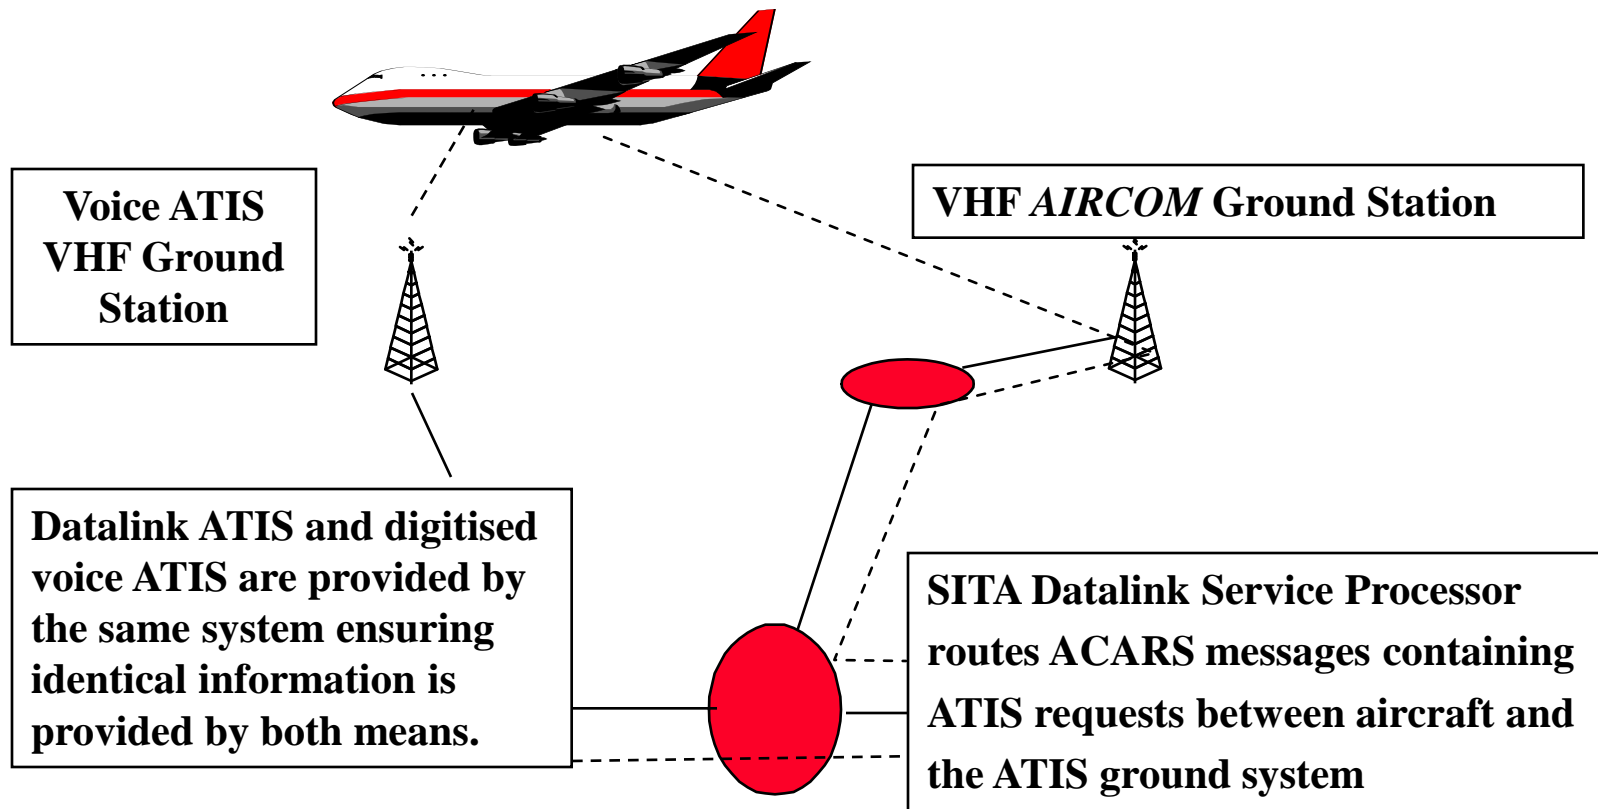 Voice ATIS
VHF Ground
Station
VHF AIRCOM Ground Station
Datalink ATIS and digitised
voice ATIS are provided by
the same system ensuring
identical information is
provided by both means.
SITA Datalink Service Processor
routes ACARS messages containing
ATIS requests between aircraft and
the ATIS ground system